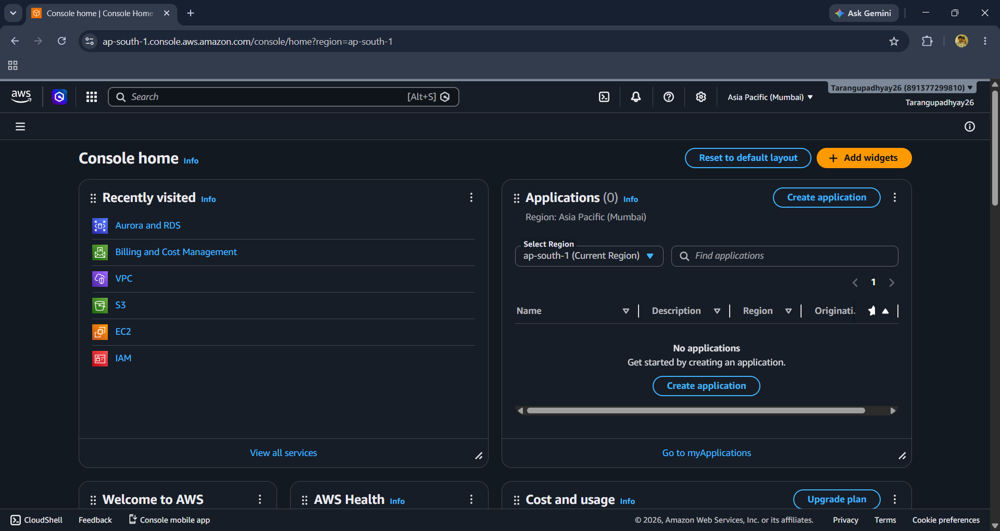 Console home | Console Home
Ask Gemini
ap-south-1.console.aws.amazon.com/console/home?region=ap-south-1
aws
Search
[Alt+S]
Asia Pacific (Mumbai)
Tarangupadhyay26 (891377299810)
Tarangupadhyay26
Console home Info
Reset to default layout
Add widgets
Recently visited Info
Aurora and RDS
Billing and Cost Management
VPC
S3
EC2
IAM
View all services
Applications (0) Info
Create application
Region: Asia Pacific (Mumbai)
Select Region
ap-south-1 (Current Region)
Find applications
1
Name
Description
Region
Originati.
No applications
Get started by creating an application.
Create application
Go to myApplications
Welcome to AWS
AWS Health Info
Cost and usage Info
Upgrade plan
CloudShell
Feedback
Console mobile app
© 2026, Amazon Web Services, Inc. or its affiliates.
Privacy
Terms
Cookie preferences